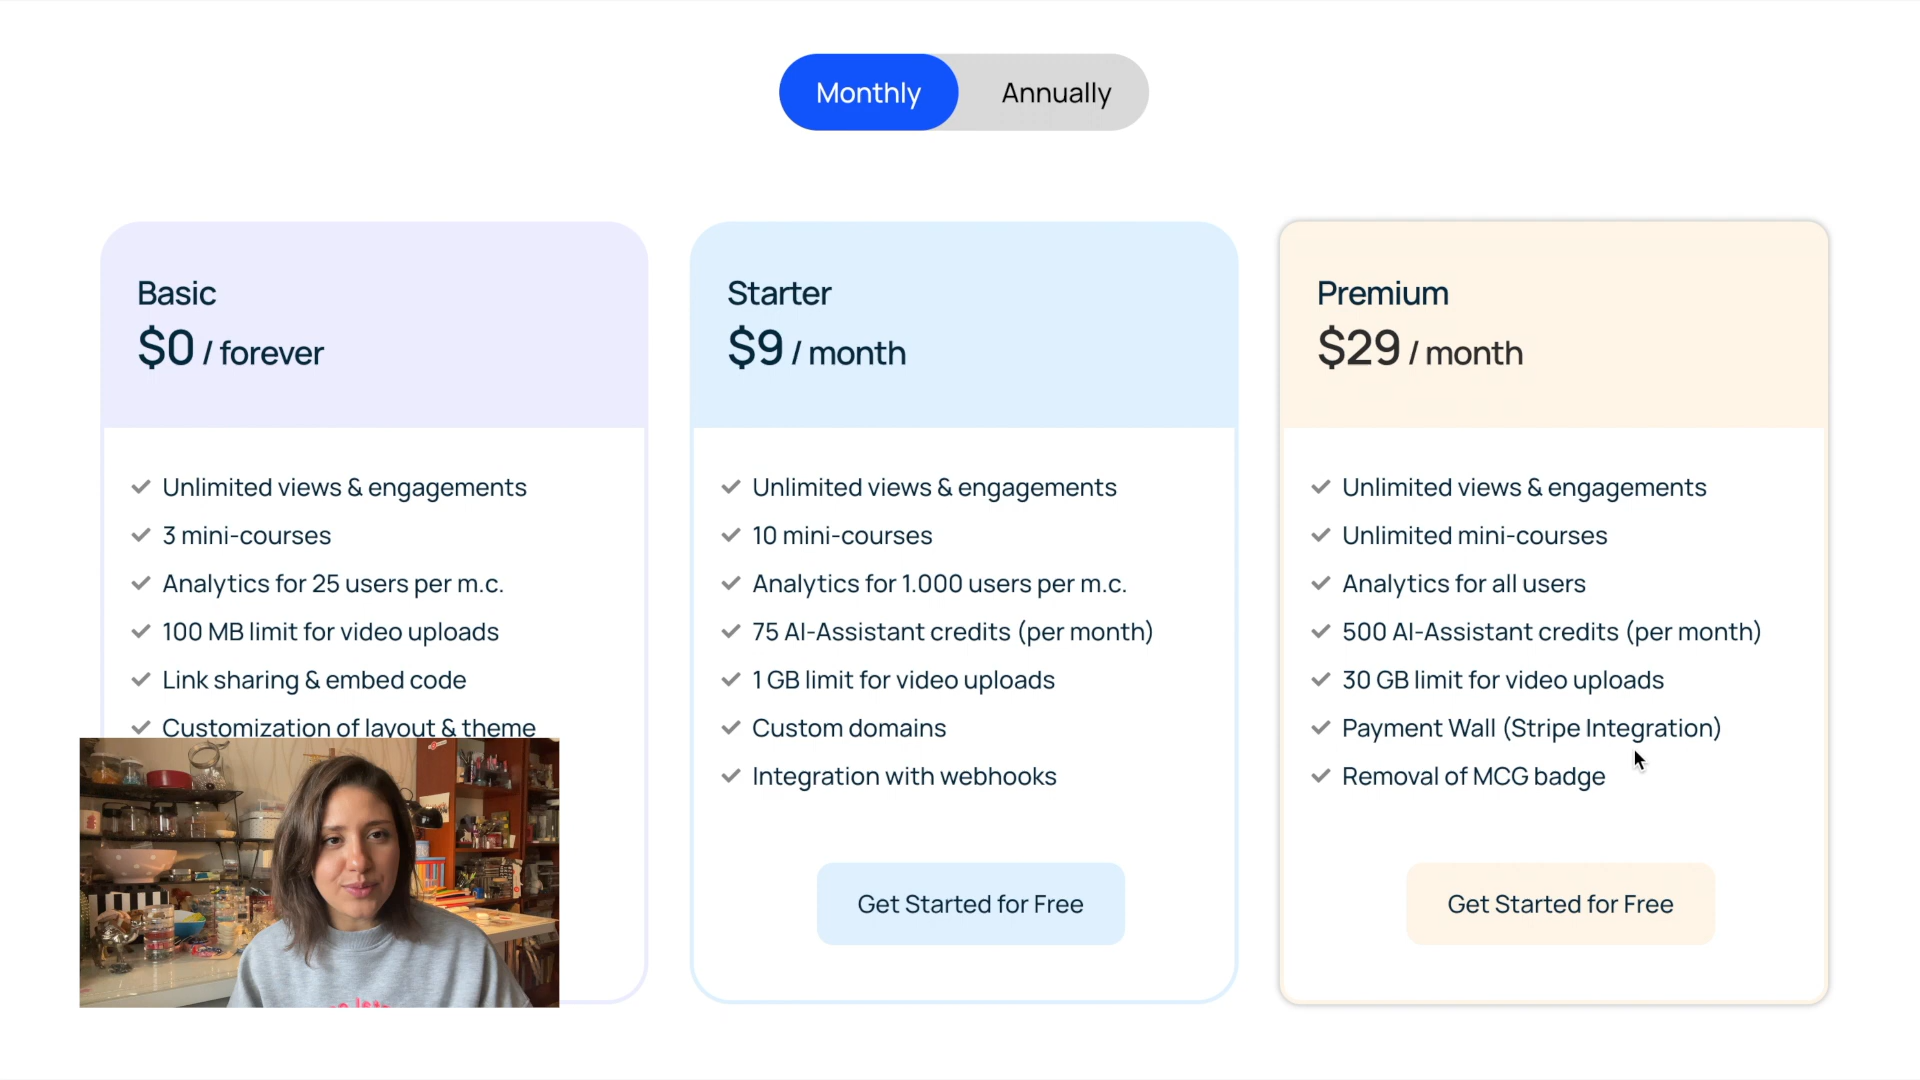 Monthly
Annually
Basic
$0 / forever
Unlimited views & engagements
3 mini-courses
Analytics for 25 users per m.c.
100 MB limit for video uploads
Link sharing & embed code
Customization of layout & theme
Starter
$9 / month
Unlimited views & engagements
10 mini-courses
Analytics for 1.000 users per m.c.
75 AI-Assistant credits (per month)
1 GB limit for video uploads
Custom domains
Integration with webhooks
Get Started for Free
Premium
$29 / month
Unlimited views & engagements
Unlimited mini-courses
Analytics for all users
500 AI-Assistant credits (per month)
30 GB limit for video uploads
Payment Wall (Stripe Integration)
Removal of MCG badge
Get Started for Free